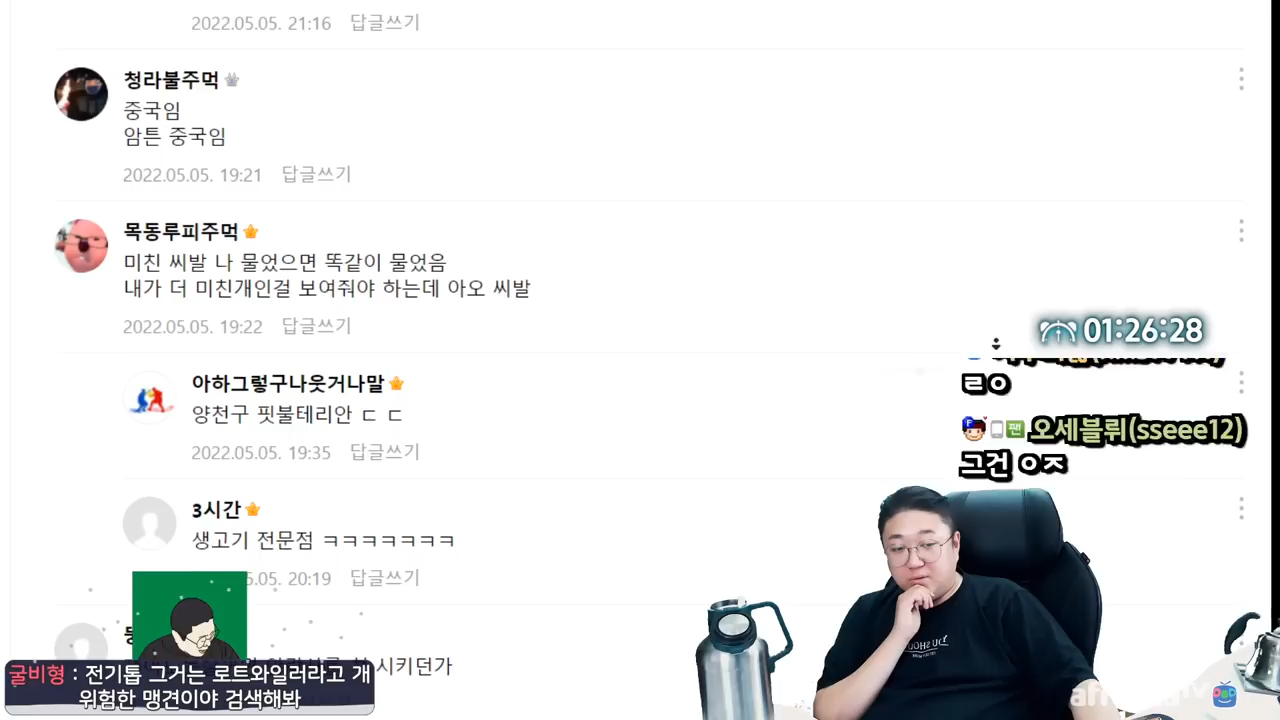 2022.05.05. 21:16 답글쓰기
청라불주먹
중국임
암튼 중국임
2022.05.05. 19:21 답글쓰기
목동루피주먹
미친 씨발 나 물었으면 똑같이 물었음
내가 더 미친개인걸 보여줘야 하는데 아오 씨발
2022.05.05. 19:22 답글쓰기
01:26:28
아하그렇구나웃거나말
양천구 핏불테리안 ㄷ ㄷ
2022.05.05. 19:35 답글쓰기
ㄹㅇ
팬 오세블뤼(sseee12)
그건 ㅇㅈ
3시간
생고기 전문점 ㅋㅋㅋㅋㅋㅋㅋ
5.05. 20:19 답글쓰기
시키던가
굴비형 : 전기톱 그거는 로트와일러라고 개
위험한 맹견이야 검색해봐